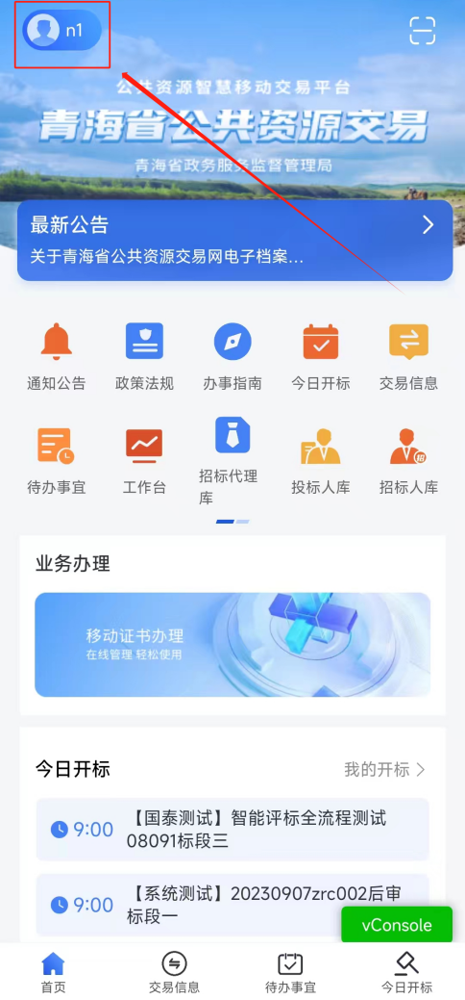 n1
公共资源智慧移动交易平台
青海省公共资源交易
青海省政务服务监督管理局
最新公告
关于青海省公共资源交易网电子档案...
通知公告 政策法规 办事指南 今日开标 交易信息
待办事宜 工作台 招标代理库 投标人库 招标人库
业务办理
移动证书办理
在线管理 轻松使用
今日开标 我的开标
9:00 【国泰测试】智能评标全流程测试
08091标段三
9:00 【系统测试】20230907zrc002后审
标段一
vConsole
首页 交易信息 待办事宜 今日开标